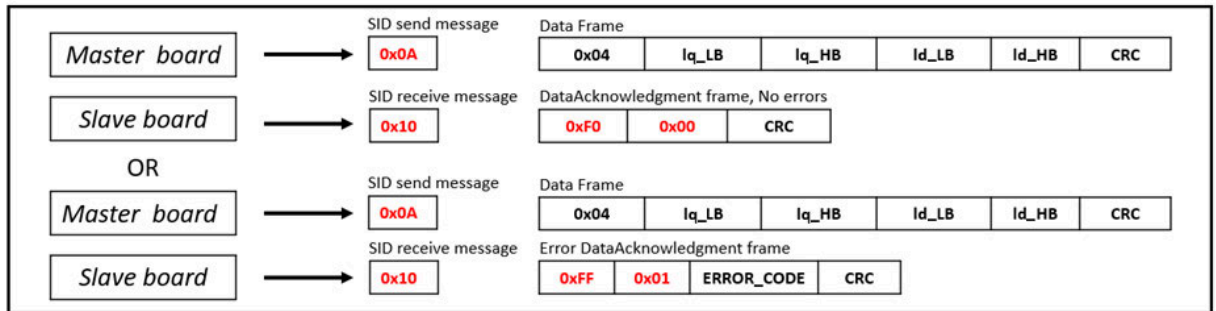 SID send message Data Frame
Master board 0x0A 0x04 Iq_LB Iq_HB Id_LB Id_HB CRC
SID receive message DataAcknowledgment frame, No errors
Slave board 0x10 0xF0 0x00 CRC
OR
SID send message Data Frame
Master board 0x0A 0x04 Iq_LB Iq_HB Id_LB Id_HB CRC
SID receive message Error DataAcknowledgment frame
Slave board 0x10 0xFF 0x01 ERROR_CODE CRC